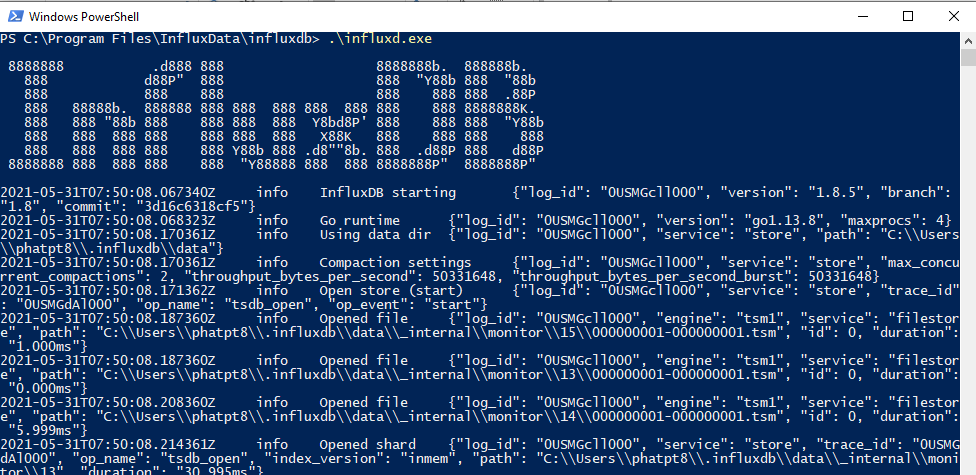 Windows PowerShell
PS C:\Program Files\InfluxData\influxdb> .\influxd.exe
 8888888           .d888 888                   8888888b.  888888b.
   888            d88P"  888                   888  "Y88b 888  "88b
   888            888    888                   888    888 888  .88P
   888   88888b.  888888 888 888  888 888  888 888    888 8888888K.
   888   888 "88b 888    888 888  888  Y8bd8P' 888    888 888  "Y88b
   888   888  888 888    888 888  888   X88K   888    888 888    888
   888   888  888 888    888 Y88b 888 .d8""8b. 888  .d88P 888   d88P
 8888888 888  888 888    888  "Y88888 888  888 8888888P"  8888888P"
2021-05-31T07:50:08.067340Z     info    InfluxDB starting       {"log_id": "0USMGcll000", "version": "1.8.5", "branch":
"1.8", "commit": "3d16c6318cf5"}
2021-05-31T07:50:08.068323Z     info    Go runtime      {"log_id": "0USMGcll000", "version": "go1.13.8", "maxprocs": 4}
2021-05-31T07:50:08.170361Z     info    Using data dir  {"log_id": "0USMGcll000", "service": "store", "path": "C:\\Users
\\phatpt8\\.influxdb\\data"}
2021-05-31T07:50:08.170361Z     info    Compaction settings     {"log_id": "0USMGcll000", "service": "store", "max_concu
rrent_compactions": 2, "throughput_bytes_per_second": 50331648, "throughput_bytes_per_second_burst": 50331648}
2021-05-31T07:50:08.171362Z     info    Open store (start)      {"log_id": "0USMGcll000", "service": "store", "trace_id"
: "0USMGdAl000", "op_name": "tsdb_open", "op_event": "start"}
2021-05-31T07:50:08.187360Z     info    Opened file     {"log_id": "0USMGcll000", "engine": "tsm1", "service": "filestor
e", "path": "C:\\Users\\phatpt8\\.influxdb\\data\\_internal\\monitor\\15\\000000001-000000001.tsm", "id": 0, "duration":
"1.000ms"}
2021-05-31T07:50:08.187360Z     info    Opened file     {"log_id": "0USMGcll000", "engine": "tsm1", "service": "filestor
e", "path": "C:\\Users\\phatpt8\\.influxdb\\data\\_internal\\monitor\\13\\000000001-000000001.tsm", "id": 0, "duration":
"0.000ms"}
2021-05-31T07:50:08.208360Z     info    Opened file     {"log_id": "0USMGcll000", "engine": "tsm1", "service": "filestor
e", "path": "C:\\Users\\phatpt8\\.influxdb\\data\\_internal\\monitor\\14\\000000001-000000001.tsm", "id": 0, "duration":
"5.999ms"}
2021-05-31T07:50:08.214361Z     info    Opened shard    {"log_id": "0USMGcll000", "service": "store", "trace_id": "0USMG
dAl000", "op_name": "tsdb_open", "index_version": "inmem", "path": "C:\\Users\\phatpt8\\.influxdb\\data\\_internal\\moni
tor\\13", "duration": "30.995ms"}